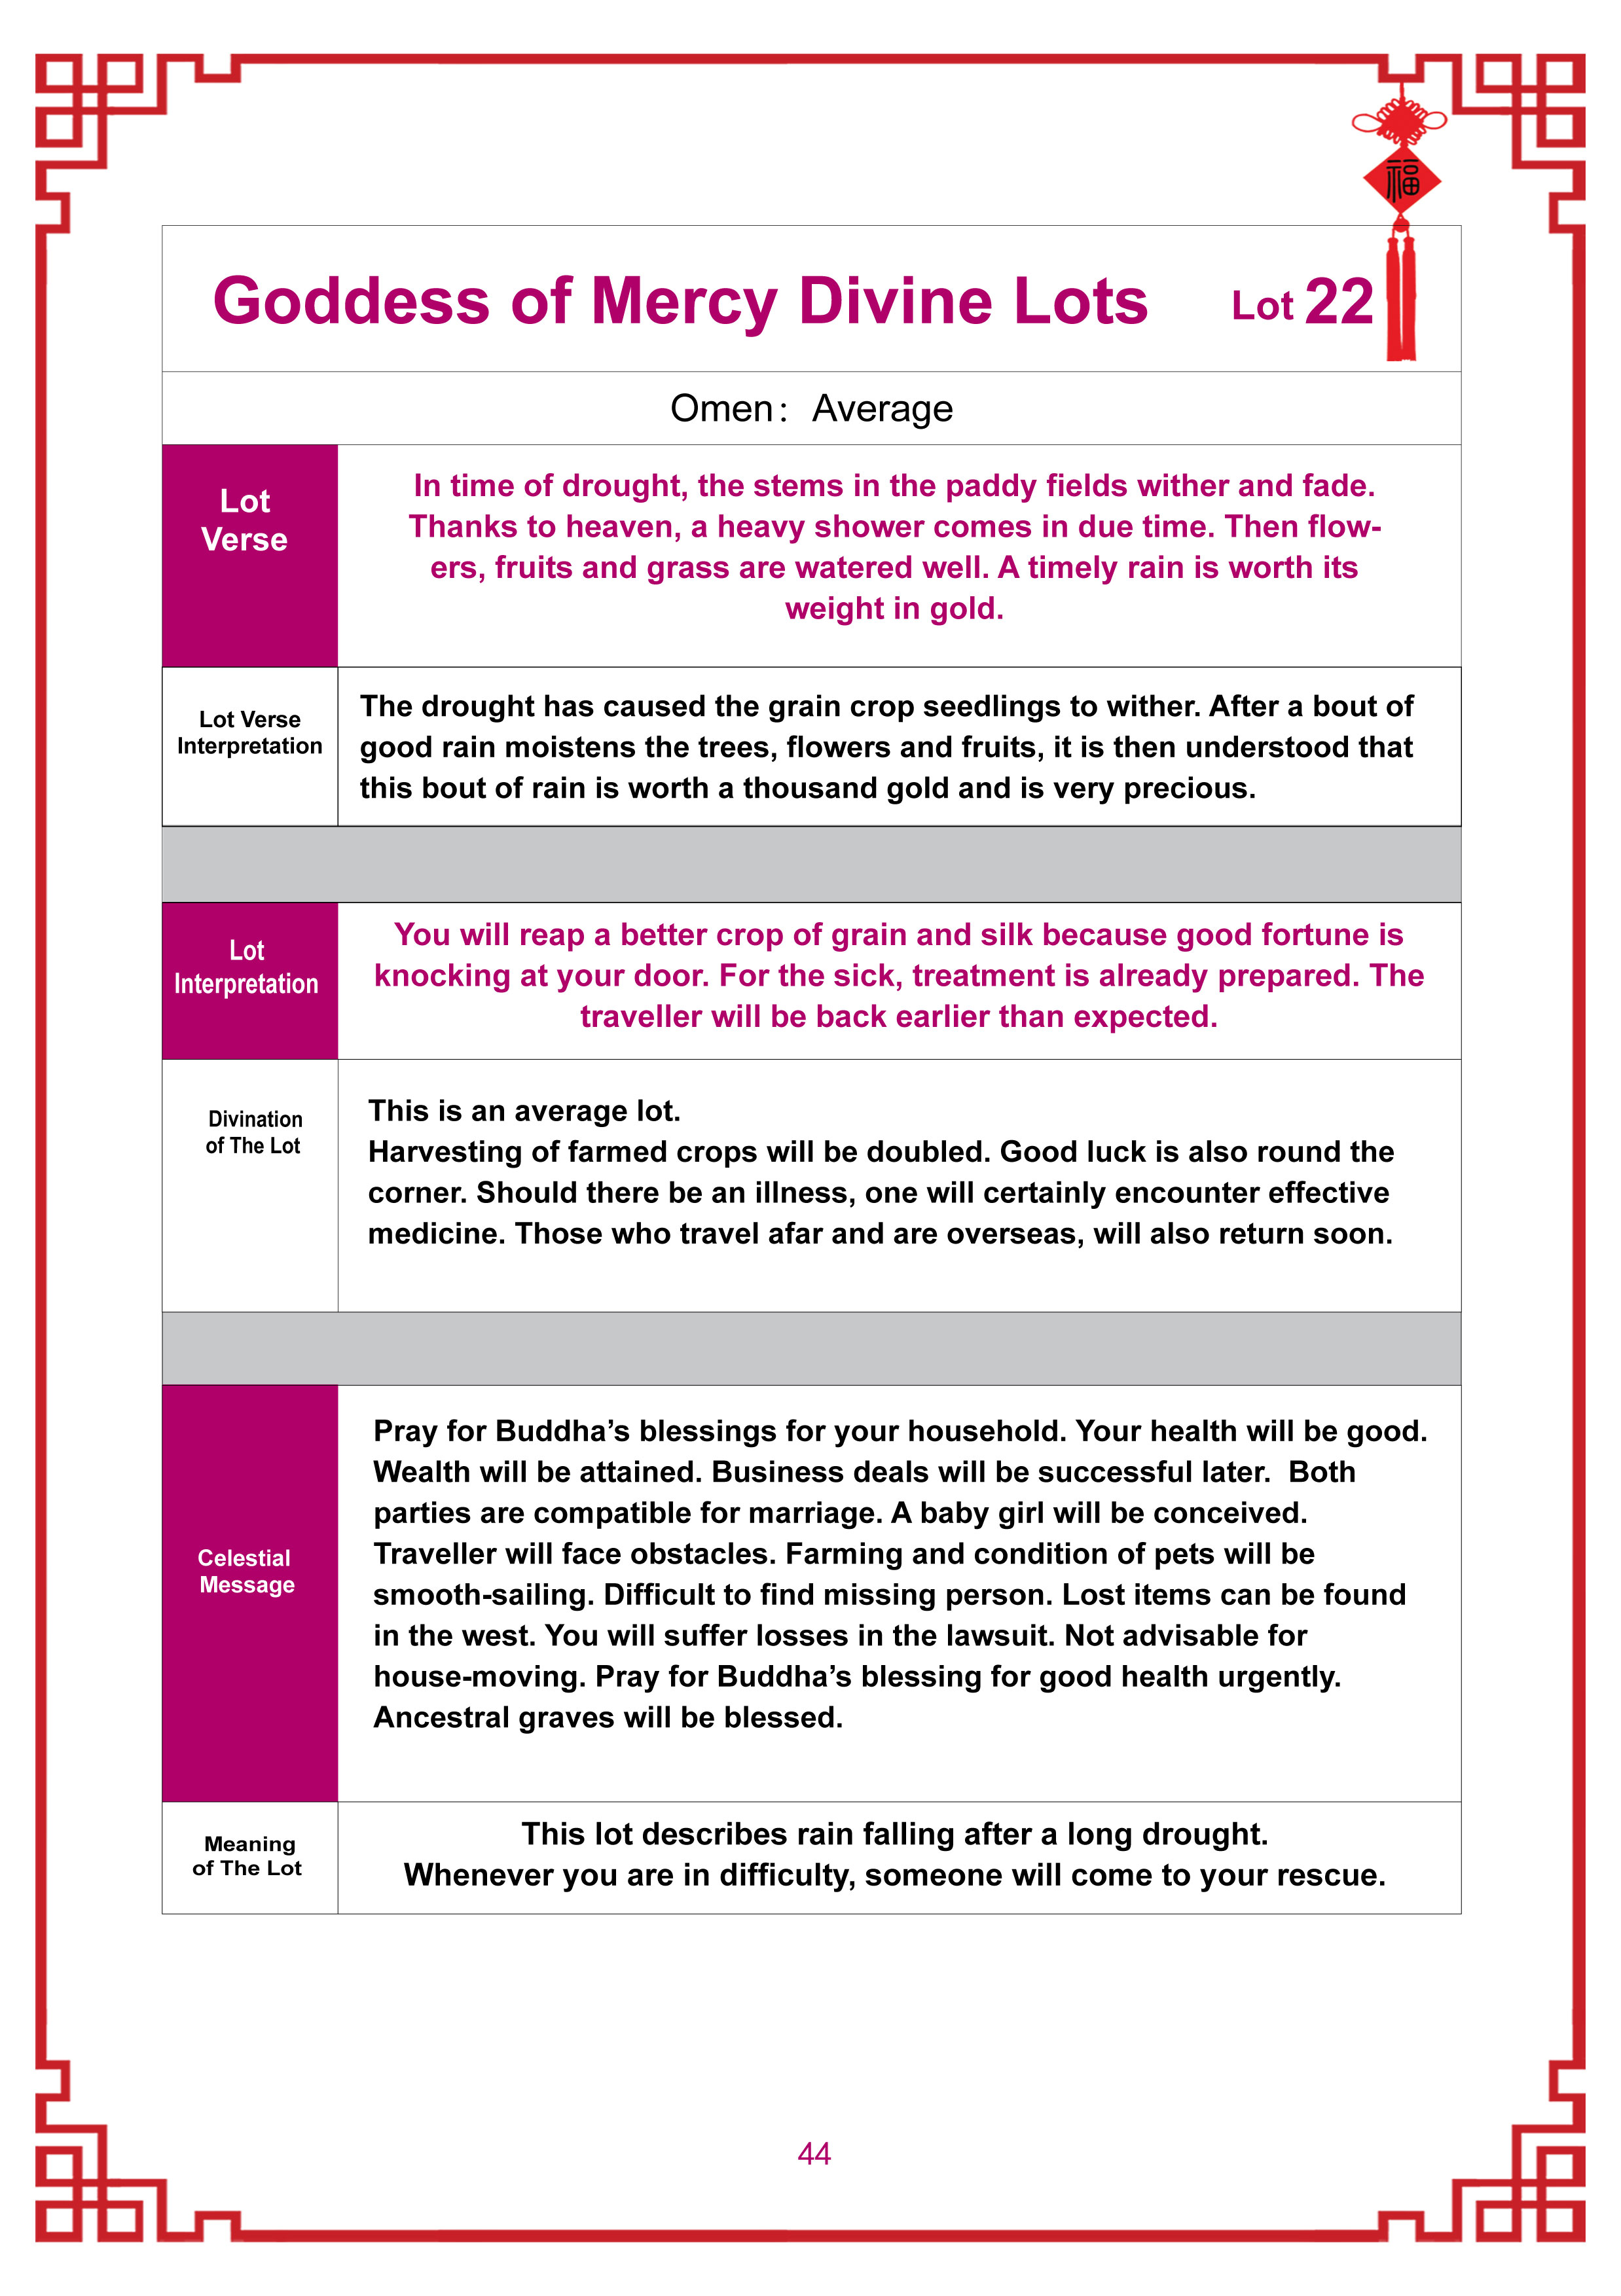 福
Goddess of Mercy Divine Lots Lot 22
Omen： Average
Lot
Verse
In time of drought, the stems in the paddy fields wither and fade.
Thanks to heaven, a heavy shower comes in due time. Then flow-
ers, fruits and grass are watered well. A timely rain is worth its
weight in gold.
Lot Verse
Interpretation
The drought has caused the grain crop seedlings to wither. After a bout of
good rain moistens the trees, flowers and fruits, it is then understood that
this bout of rain is worth a thousand gold and is very precious.
Lot
Interpretation
You will reap a better crop of grain and silk because good fortune is
knocking at your door. For the sick, treatment is already prepared. The
traveller will be back earlier than expected.
Divination
of The Lot
This is an average lot.
Harvesting of farmed crops will be doubled. Good luck is also round the
corner. Should there be an illness, one will certainly encounter effective
medicine. Those who travel afar and are overseas, will also return soon.
Celestial
Message
Pray for Buddha’s blessings for your household. Your health will be good.
Wealth will be attained. Business deals will be successful later.  Both
parties are compatible for marriage. A baby girl will be conceived.
Traveller will face obstacles. Farming and condition of pets will be
smooth-sailing. Difficult to find missing person. Lost items can be found
in the west. You will suffer losses in the lawsuit. Not advisable for
house-moving. Pray for Buddha’s blessing for good health urgently.
Ancestral graves will be blessed.
Meaning
of The Lot
This lot describes rain falling after a long drought.
Whenever you are in difficulty, someone will come to your rescue.
44